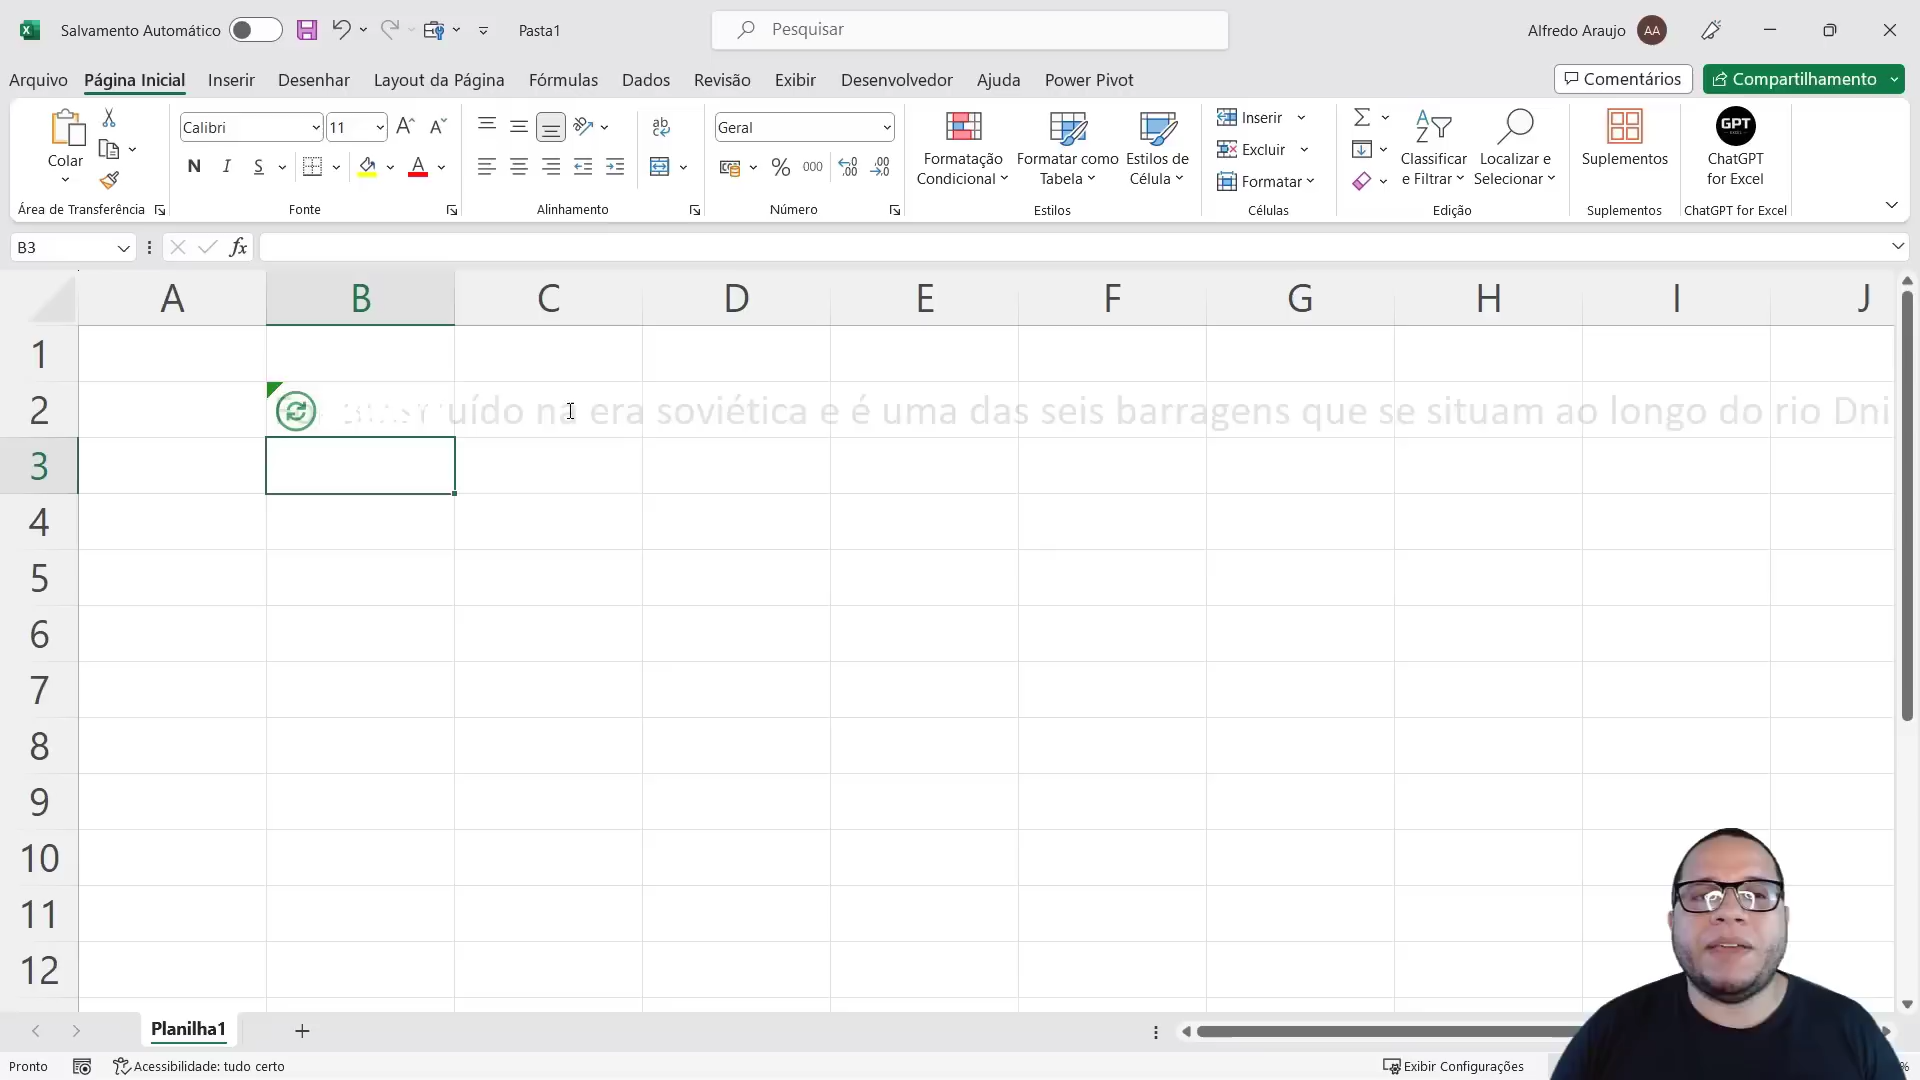 Salvamento Automático
Pasta1
Pesquisar
Alfredo Araujo
AA
Arquivo
Página Inicial
Inserir
Desenhar
Layout da Página
Fórmulas
Dados
Revisão
Exibir
Desenvolvedor
Ajuda
Power Pivot
Comentários
Compartilhamento
Colar
Área de Transferência
Calibri
11
N I S
Fonte
Alinhamento
Geral
% 000
Número
Formatação Condicional
Formatar como Tabela
Estilos de Célula
Estilos
Inserir
Excluir
Formatar
Células
Classificar e Filtrar
Localizar e Selecionar
Edição
Suplementos
Suplementos
GPT
ChatGPT for Excel
ChatGPT for Excel
B3
fx
A B C D E F G H I J
1
2 na era soviética e é uma das seis barragens que se situam ao longo do rio Dni
3
4
5
6
7
8
9
10
11
12
Planilha1
Pronto
Acessibilidade: tudo certo
Exibir Configurações